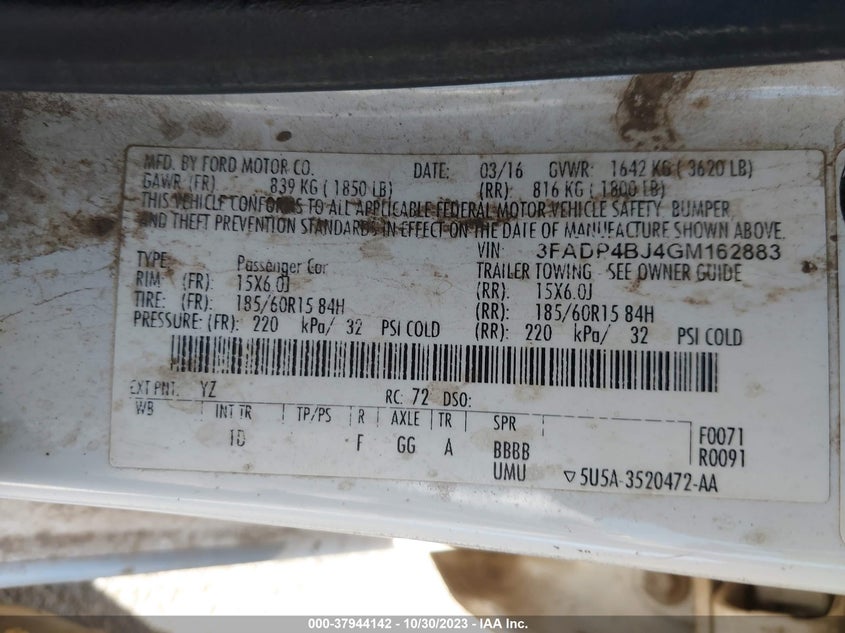 MFD. BY FORD MOTOR CO. DATE: 03/16 GVWR: 1642 KG ( 3620 LB)
GAWR (FR) 839 KG ( 1850 LB) (RR) 816 KG ( 1800 LB)
THIS VEHICLE CONFORMS TO ALL APPLICABLE FEDERAL MOTOR VEHICLE SAFETY, BUMPER,
AND THEFT PREVENTION STANDARDS IN EFFECT ON THE DATE OF MANUFACTURE SHOWN ABOVE.
VIN: 3FADP4BJ4GM162883
TYPE: Passenger Car TRAILER TOWING - SEE OWNER GUIDE
RIM (FR): 15X6.0J (RR): 15X6.0J
TIRE: (FR): 185/60R15 84H (RR): 185/60R15 84H
PRESSURE: (FR): 220 kPa/ 32 PSI COLD (RR): 220 kPa/ 32 PSI COLD
EXT PNT: YZ RC: 72 DSO:
WB INT TR TP/PS R AXLE TR SPR F0071
1D F GG A BBBB R0091
UMU 5U5A-3520472-AA
000-37944142 - 10/30/2023 - IAA Inc.